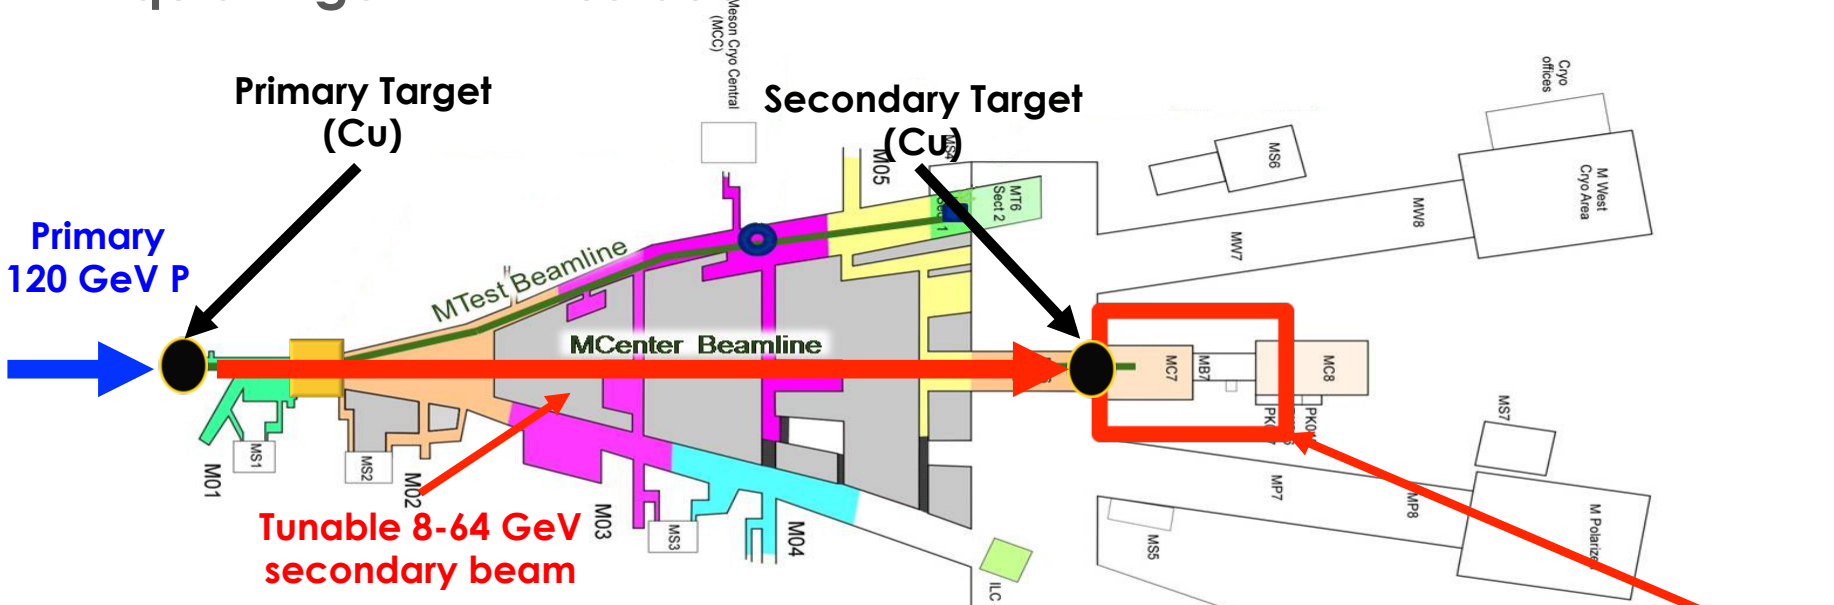 Meson Cryo Central
(MCC)
Primary Target
(Cu)
Secondary Target
(Cu)
Cryo
offices
M05
MS4
MT6
Sect 2
MS6
M West
Cryo Area
MW8
MW7
Primary
120 GeV P
MTest Beamline
MCenter Beamline
MC7
MB7
MC8
MS1
M01
MS2
M02
M03
MS3
M04
Tunable 8-64 GeV
secondary beam
MS7
MP7
MP8
MS5
ILC